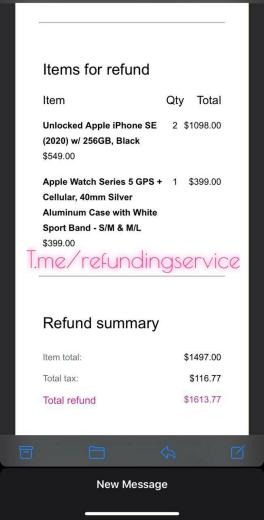 Items for refund
Item Qty Total
Unlocked Apple iPhone SE 2 $1098.00
(2020) w/ 256GB, Black
$549.00
Apple Watch Series 5 GPS + 1 $399.00
Cellular, 40mm Silver
Aluminum Case with White
Sport Band - S/M & M/L
$399.00
T.me/refundingservice
Refund summary
Item total: $1497.00
Total tax: $116.77
Total refund $1613.77
New Message